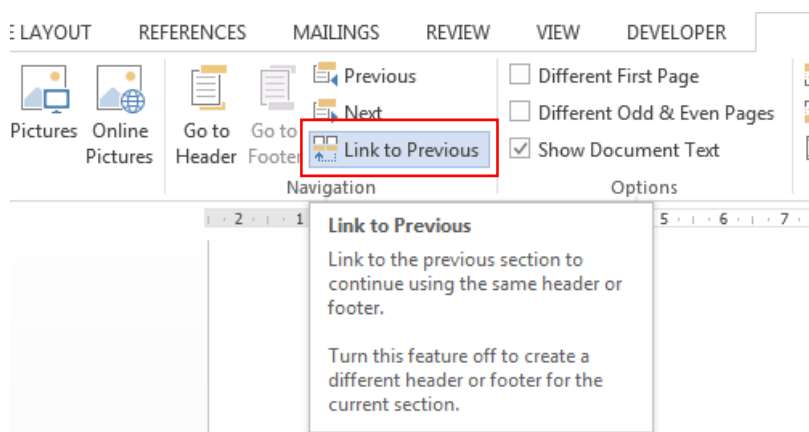 E LAYOUT REFERENCES MAILINGS REVIEW VIEW DEVELOPER
Pictures
Online
Pictures
Go to
Header
Go to
Footer
Previous
Next
Link to Previous
Navigation
Different First Page
Different Odd & Even Pages
Show Document Text
Options
2 1 5 6 7
Link to Previous
Link to the previous section to
continue using the same header or
footer.
Turn this feature off to create a
different header or footer for the
current section.